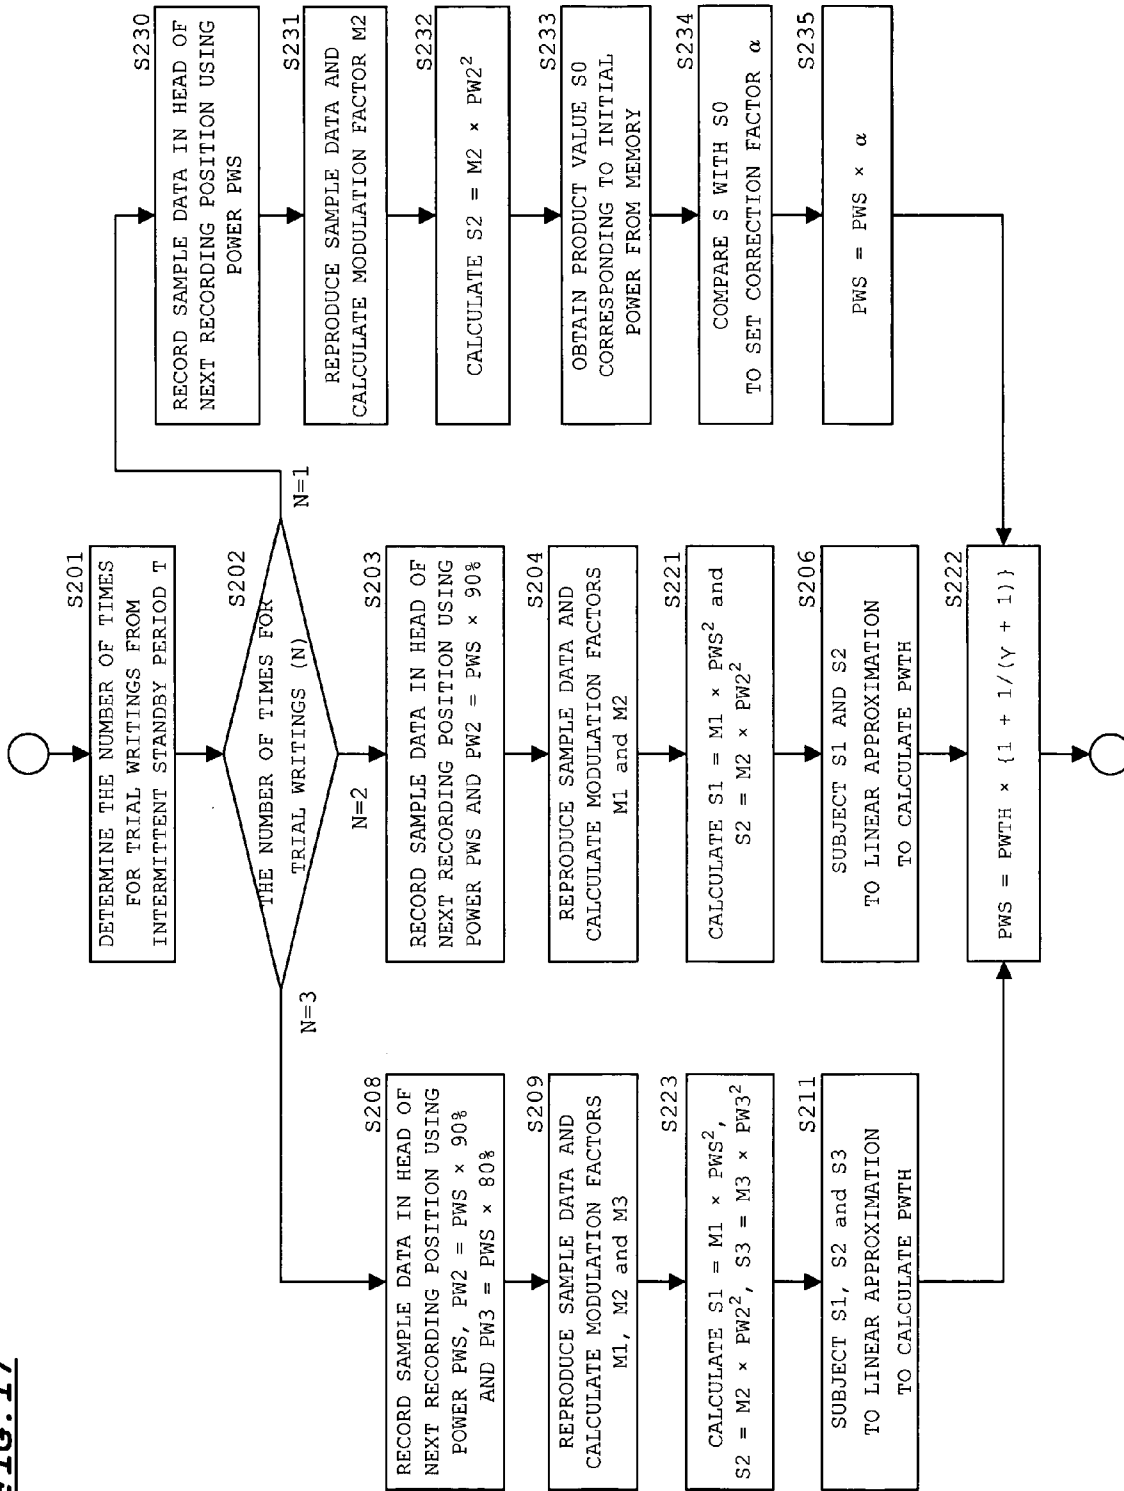 FIG. 17
S201
DETERMINE THE NUMBER OF TIMES
FOR TRIAL WRITINGS FROM
INTERMITTENT STANDBY PERIOD T
S202
THE NUMBER OF TIMES FOR
TRIAL WRITINGS (N)
N=3
N=2
N=1
S208
RECORD SAMPLE DATA IN HEAD OF
NEXT RECORDING POSITION USING
POWER PWS, PW2 = PWS × 90%
AND PW3 = PWS × 80%
S209
REPRODUCE SAMPLE DATA AND
CALCULATE MODULATION FACTORS
M1, M2 and M3
S223
CALCULATE S1 = M1 × PWS²,
S2 = M2 × PW2², S3 = M3 × PW3²
S211
SUBJECT S1, S2 and S3
TO LINEAR APPROXIMATION
TO CALCULATE PWTH
S203
RECORD SAMPLE DATA IN HEAD OF
NEXT RECORDING POSITION USING
POWER PWS AND PW2 = PWS × 90%
S204
REPRODUCE SAMPLE DATA AND
CALCULATE MODULATION FACTORS
M1 and M2
S221
CALCULATE S1 = M1 × PWS² and
S2 = M2 × PW2²
S206
SUBJECT S1 AND S2
TO LINEAR APPROXIMATION
TO CALCULATE PWTH
S222
PWS = PWTH × {1 + 1/(Y + 1)}
S230
RECORD SAMPLE DATA IN HEAD OF
NEXT RECORDING POSITION USING
POWER PWS
S231
REPRODUCE SAMPLE DATA AND
CALCULATE MODULATION FACTOR M2
S232
CALCULATE S2 = M2 × PW2²
S233
OBTAIN PRODUCT VALUE S0
CORRESPONDING TO INITIAL
POWER FROM MEMORY
S234
COMPARE S WITH S0
TO SET CORRECTION FACTOR α
S235
PWS = PWS × α